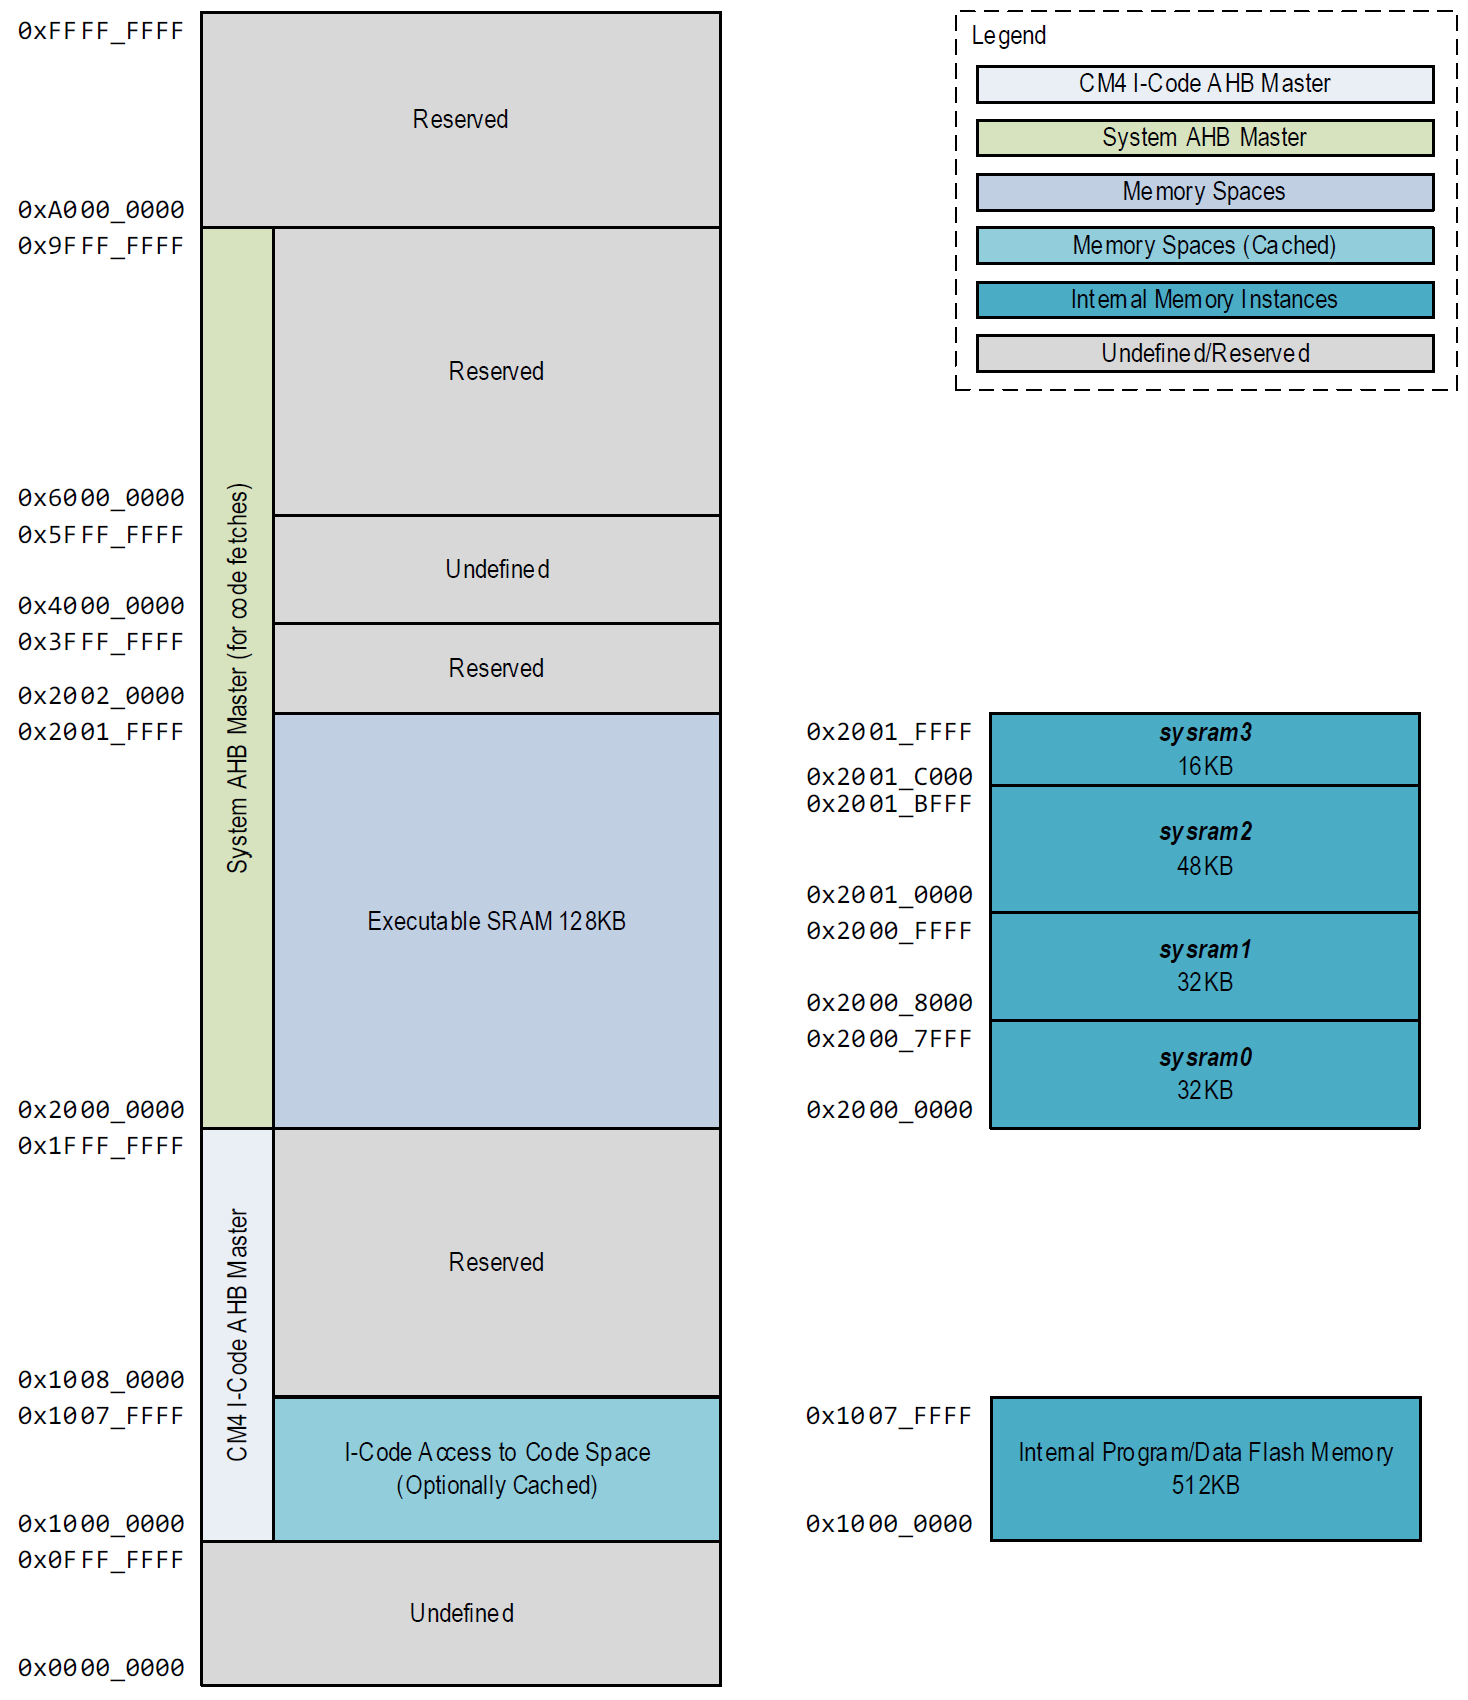 0xFFFF_FFFF
Reserved
0xA000_0000
0x9FFF_FFFF
Reserved
0x6000_0000
0x5FFF_FFFF
Undefined
0x4000_0000
0x3FFF_FFFF
Reserved
0x2002_0000
0x2001_FFFF
System AHB Master (for code fetches)
Executable SRAM 128KB
0x2000_0000
0x1FFF_FFFF
Reserved
CM4 I-Code AHB Master
0x1008_0000
0x1007_FFFF
I-Code Access to Code Space
(Optionally Cached)
0x1000_0000
0x0FFF_FFFF
Undefined
0x0000_0000
Legend
CM4 I-Code AHB Master
System AHB Master
Memory Spaces
Memory Spaces (Cached)
Internal Memory Instances
Undefined/Reserved
0x2001_FFFF
sysram3
16KB
0x2001_C000
0x2001_BFFF
sysram2
48KB
0x2001_0000
0x2000_FFFF
sysram1
32KB
0x2000_8000
0x2000_7FFF
sysram0
32KB
0x2000_0000
0x1007_FFFF
Internal Program/Data Flash Memory
512KB
0x1000_0000